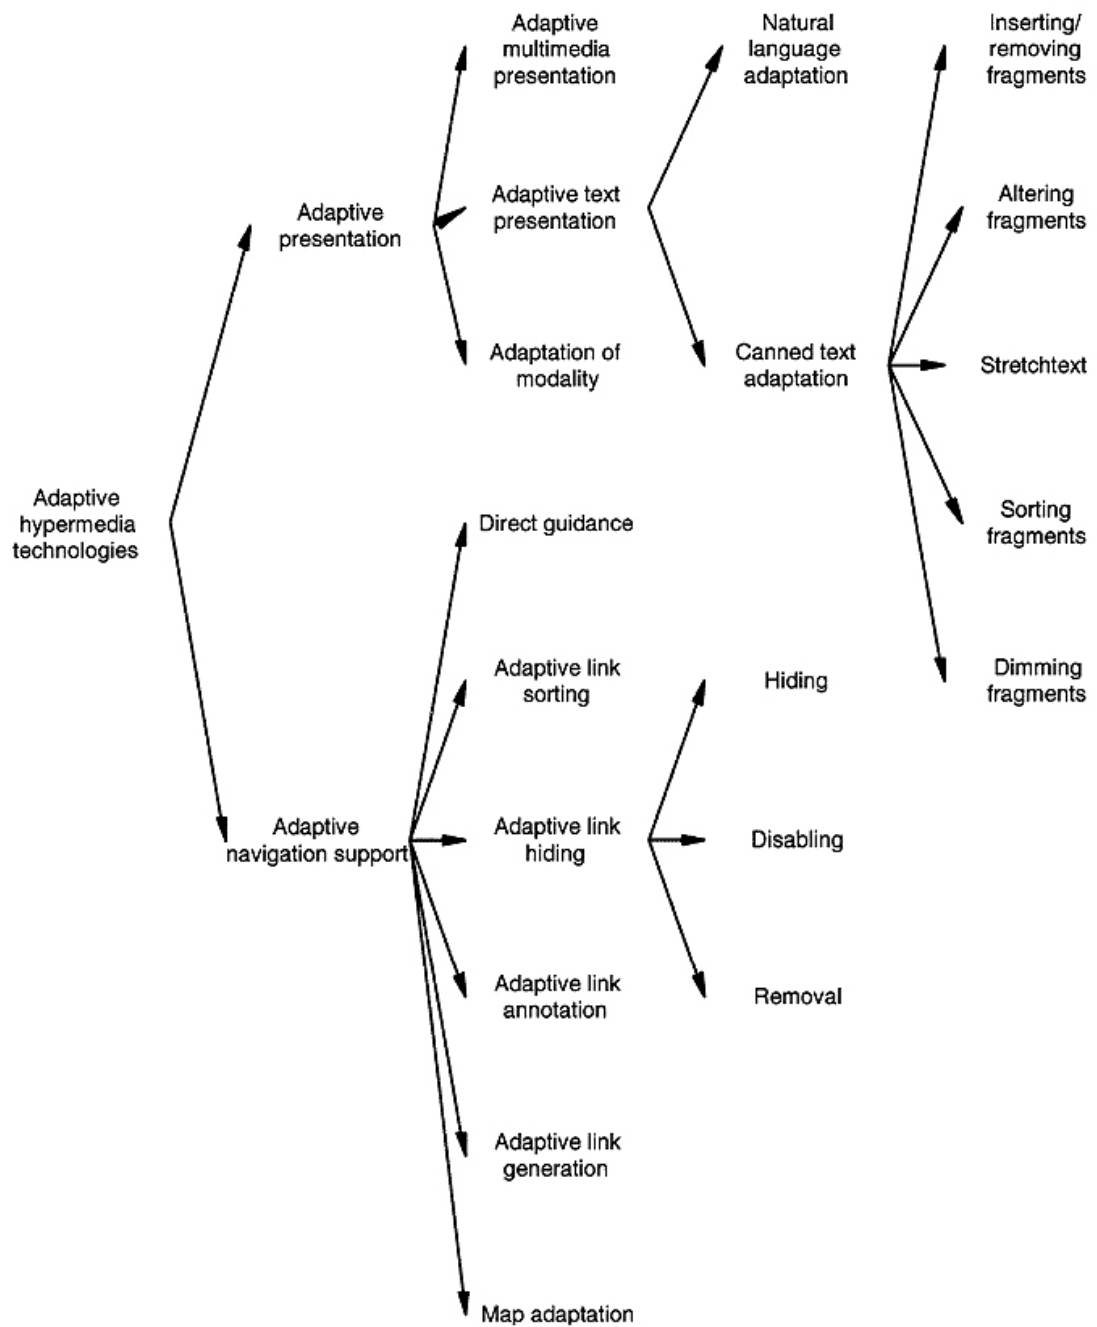 Adaptive
multimedia
presentation
Natural
language
adaptation
Inserting/
removing
fragments
Adaptive
presentation
Adaptive text
presentation
Altering
fragments
Adaptation of
modality
Canned text
adaptation
Stretchtext
Adaptive
hypermedia
technologies
Direct guidance
Sorting
fragments
Adaptive link
sorting
Hiding
Dimming
fragments
Adaptive
navigation support
Adaptive link
hiding
Disabling
Adaptive link
annotation
Removal
Adaptive link
generation
Map adaptation